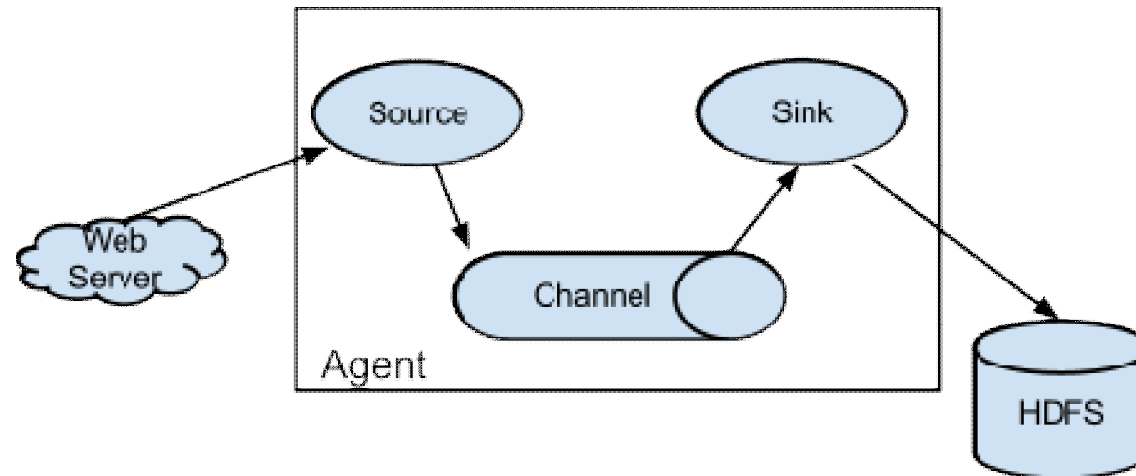 Source
Sink
Web
Server
Channel
Agent
HDFS